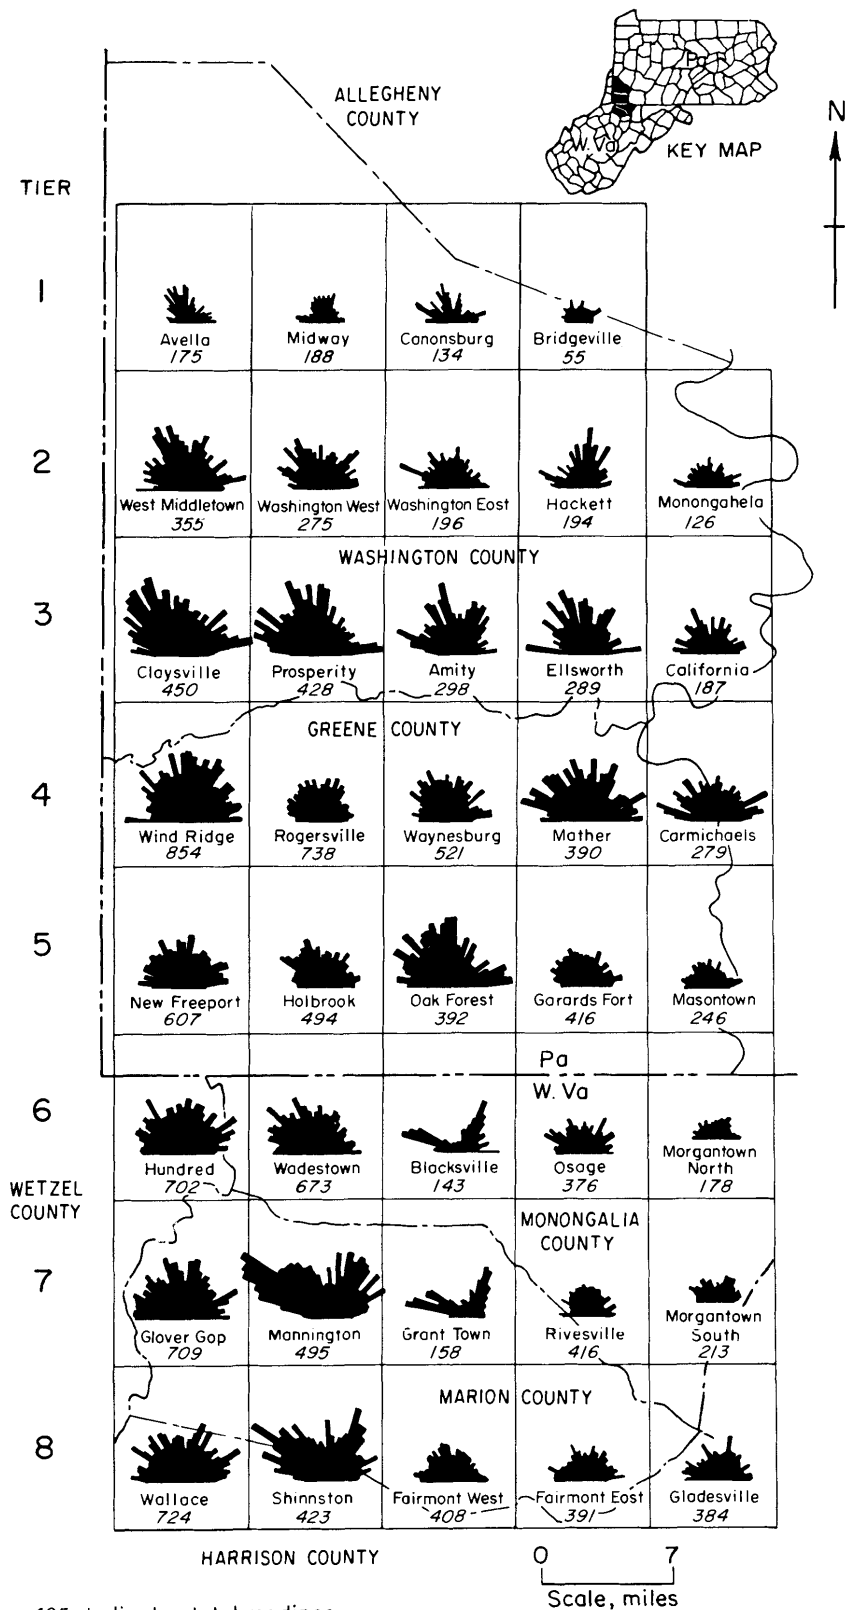 ALLEGHENY
COUNTY
Pa
W. Va
KEY MAP
N
TIER
1
Avella
175
Midway
188
Canonsburg
134
Bridgeville
55
2
West Middletown
355
Washington West
275
Washington East
196
Hackett
194
Monongahela
126
WASHINGTON COUNTY
3
Claysville
450
Prosperity
428
Amity
298
Ellsworth
289
California
187
GREENE COUNTY
4
Wind Ridge
854
Rogersville
738
Waynesburg
521
Mather
390
Carmichaels
279
5
New Freeport
607
Holbrook
494
Oak Forest
392
Garards Fort
416
Masontown
246
Pa
W. Va
6
Hundred
702
Wadestown
673
Blacksville
143
Osage
376
Morgantown
North
178
WETZEL
COUNTY
MONONGALIA
COUNTY
7
Glover Gop
709
Mannington
495
Grant Town
158
Rivesville
416
Morgantown
South
213
MARION COUNTY
8
Wallace
724
Shinnston
423
Fairmont West
408
Fairmont East
391
Gladesville
384
HARRISON COUNTY
0 7
Scale, miles